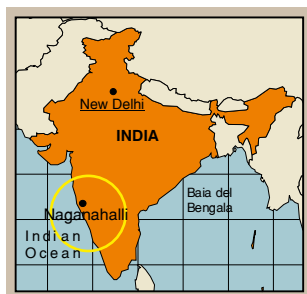 New Delhi
INDIA
Baia del
Bengala
Naganahalli
Indian
Ocean